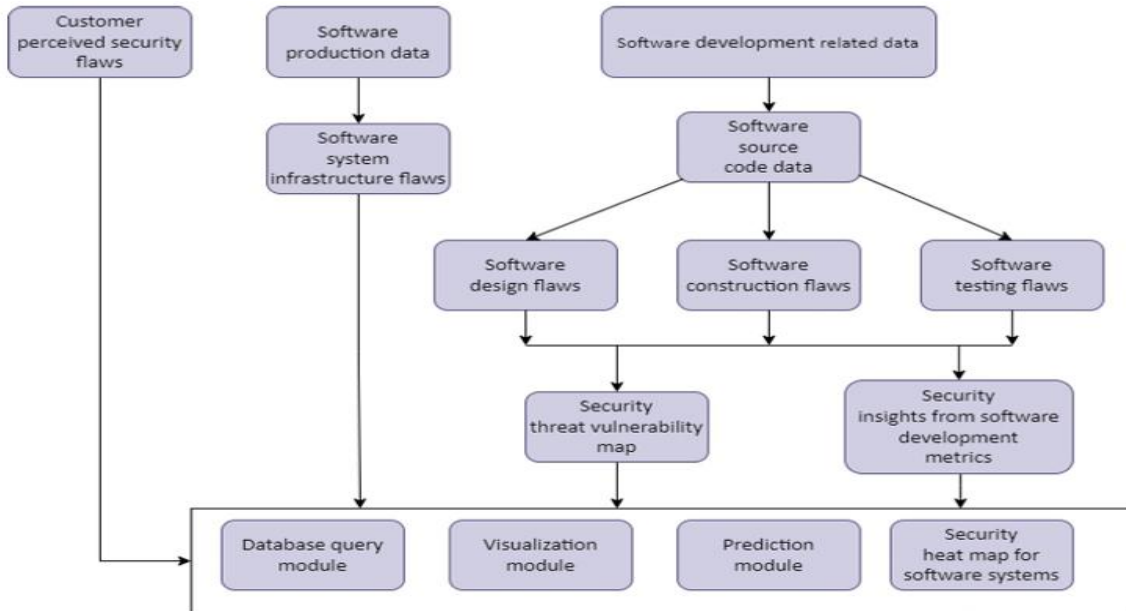 Customer
perceived security
flaws
Software
production data
Software development related data
Software
system
infrastructure flaws
Software
source
code data
Software
design flaws
Software
construction flaws
Software
testing flaws
Security
threat vulnerability
map
Security
insights from software
development
metrics
Database query
module
Visualization
module
Prediction
module
Security
heat map for
software systems